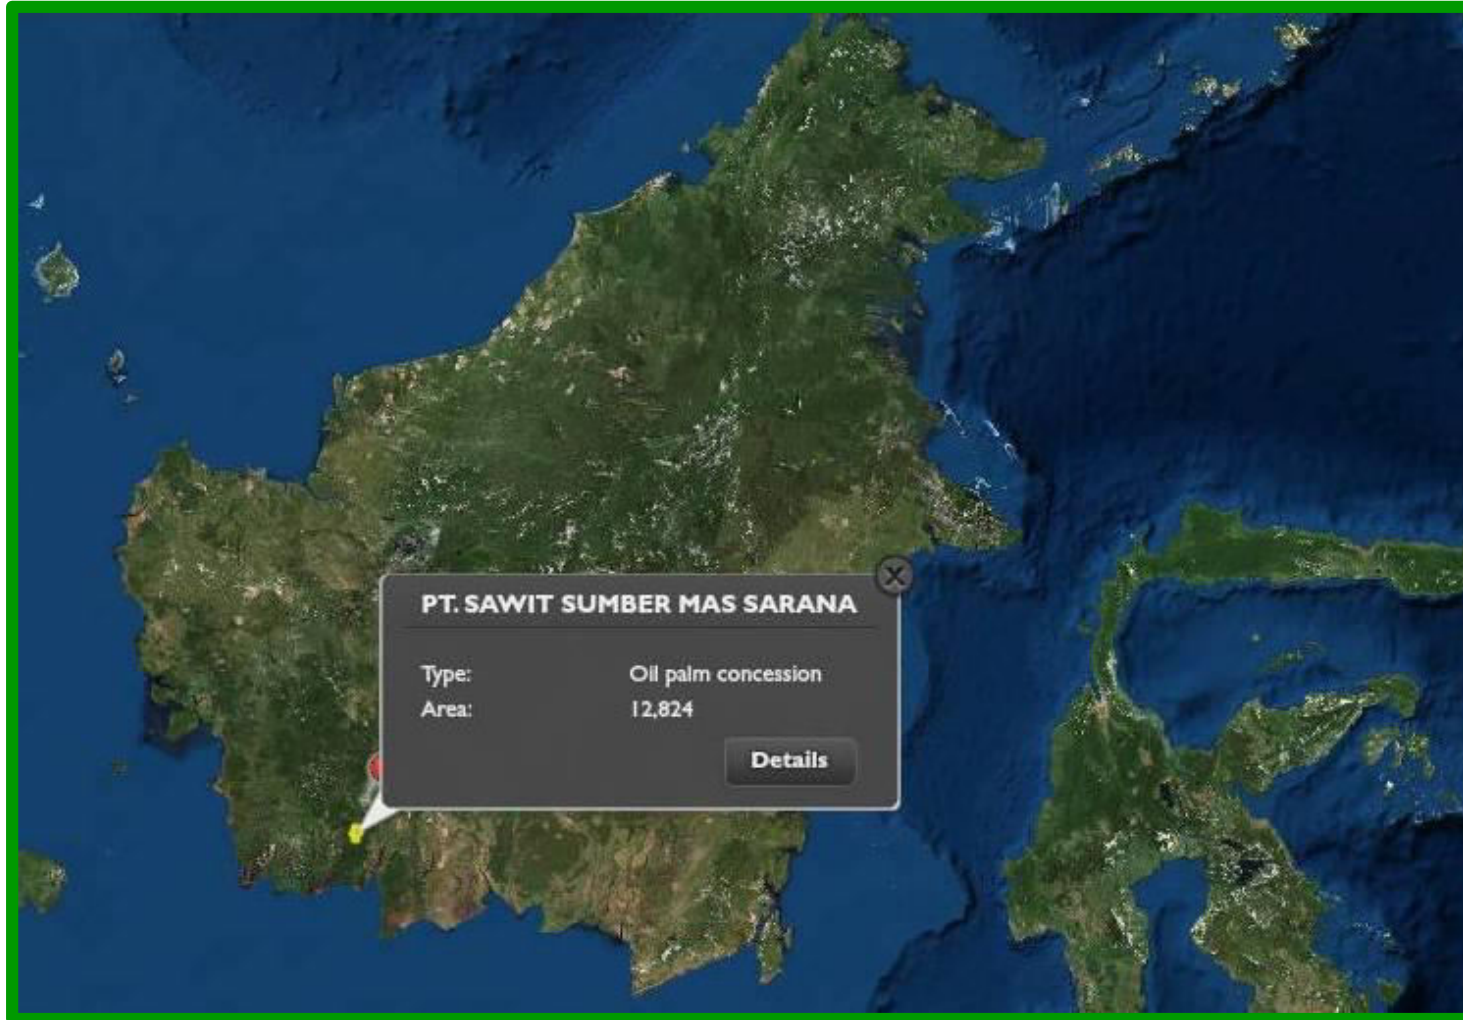 PT. SAWIT SUMBER MAS SARANA
Type: Oil palm concession
Area: 12,824
Details